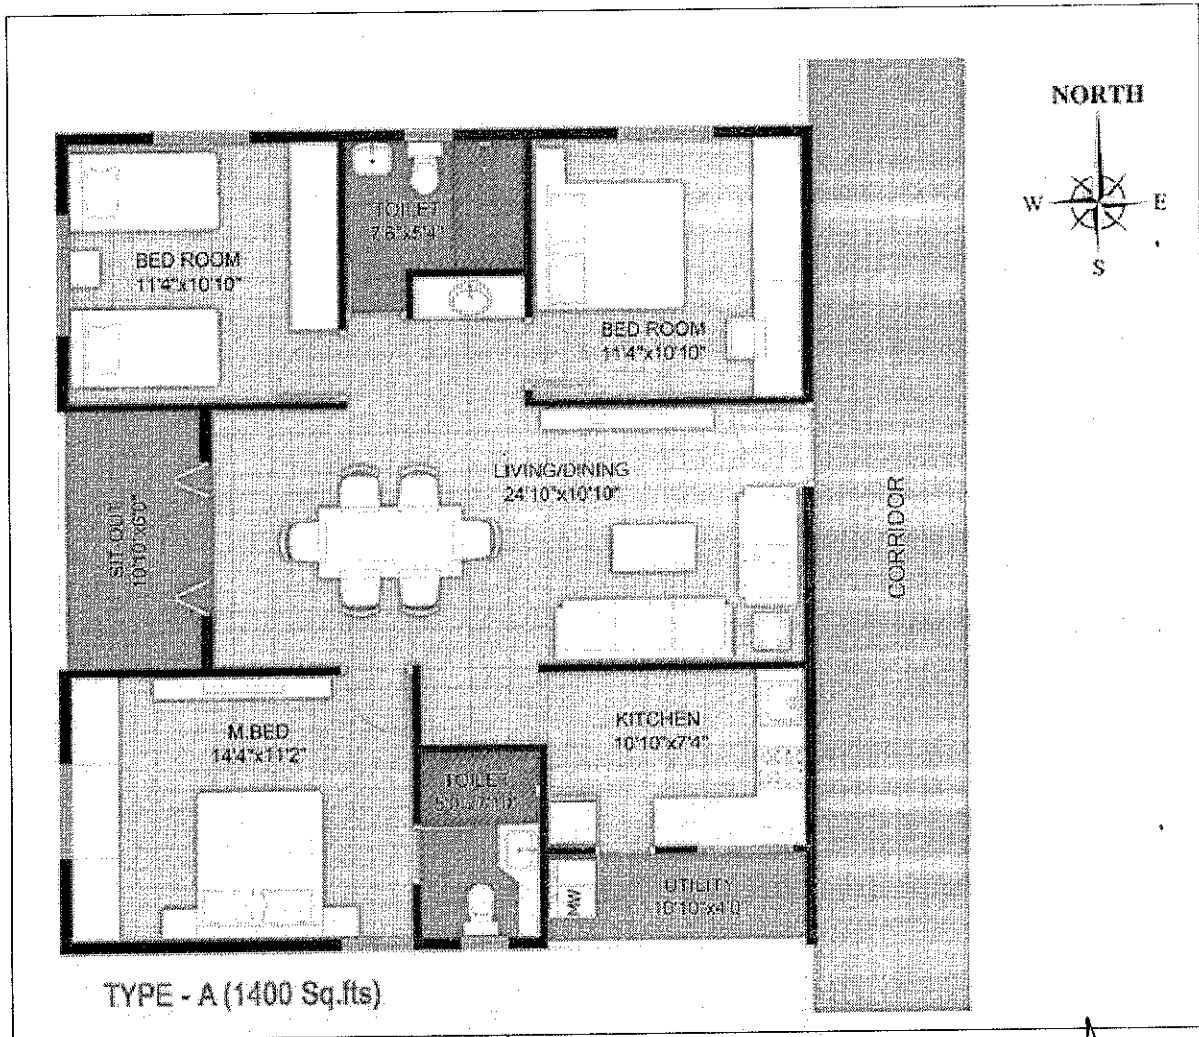 NORTH
W
E
S
TOILET
7'6"x5'4"
BED ROOM
11'4"x10'10"
BED ROOM
11'4"x10'10"
LIVING/DINING
24'10"x10'10"
SIT OUT
10'10"x6'0"
CORRIDOR
M.BED
14'4"x11'2"
KITCHEN
10'10"x7'4"
TOILET
UTILITY
10'10"x4'0"
MW
TYPE - A (1400 Sq.fts)